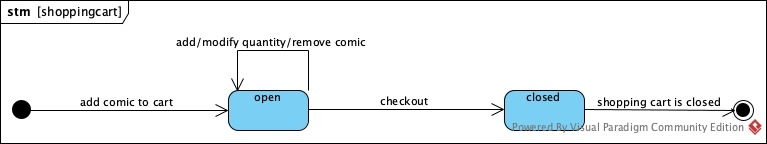 stm [shoppingcart]
add/modify quantity/remove comic
open
closed
add comic to cart
checkout
shopping cart is closed
Powered By Visual Paradigm Community Edition